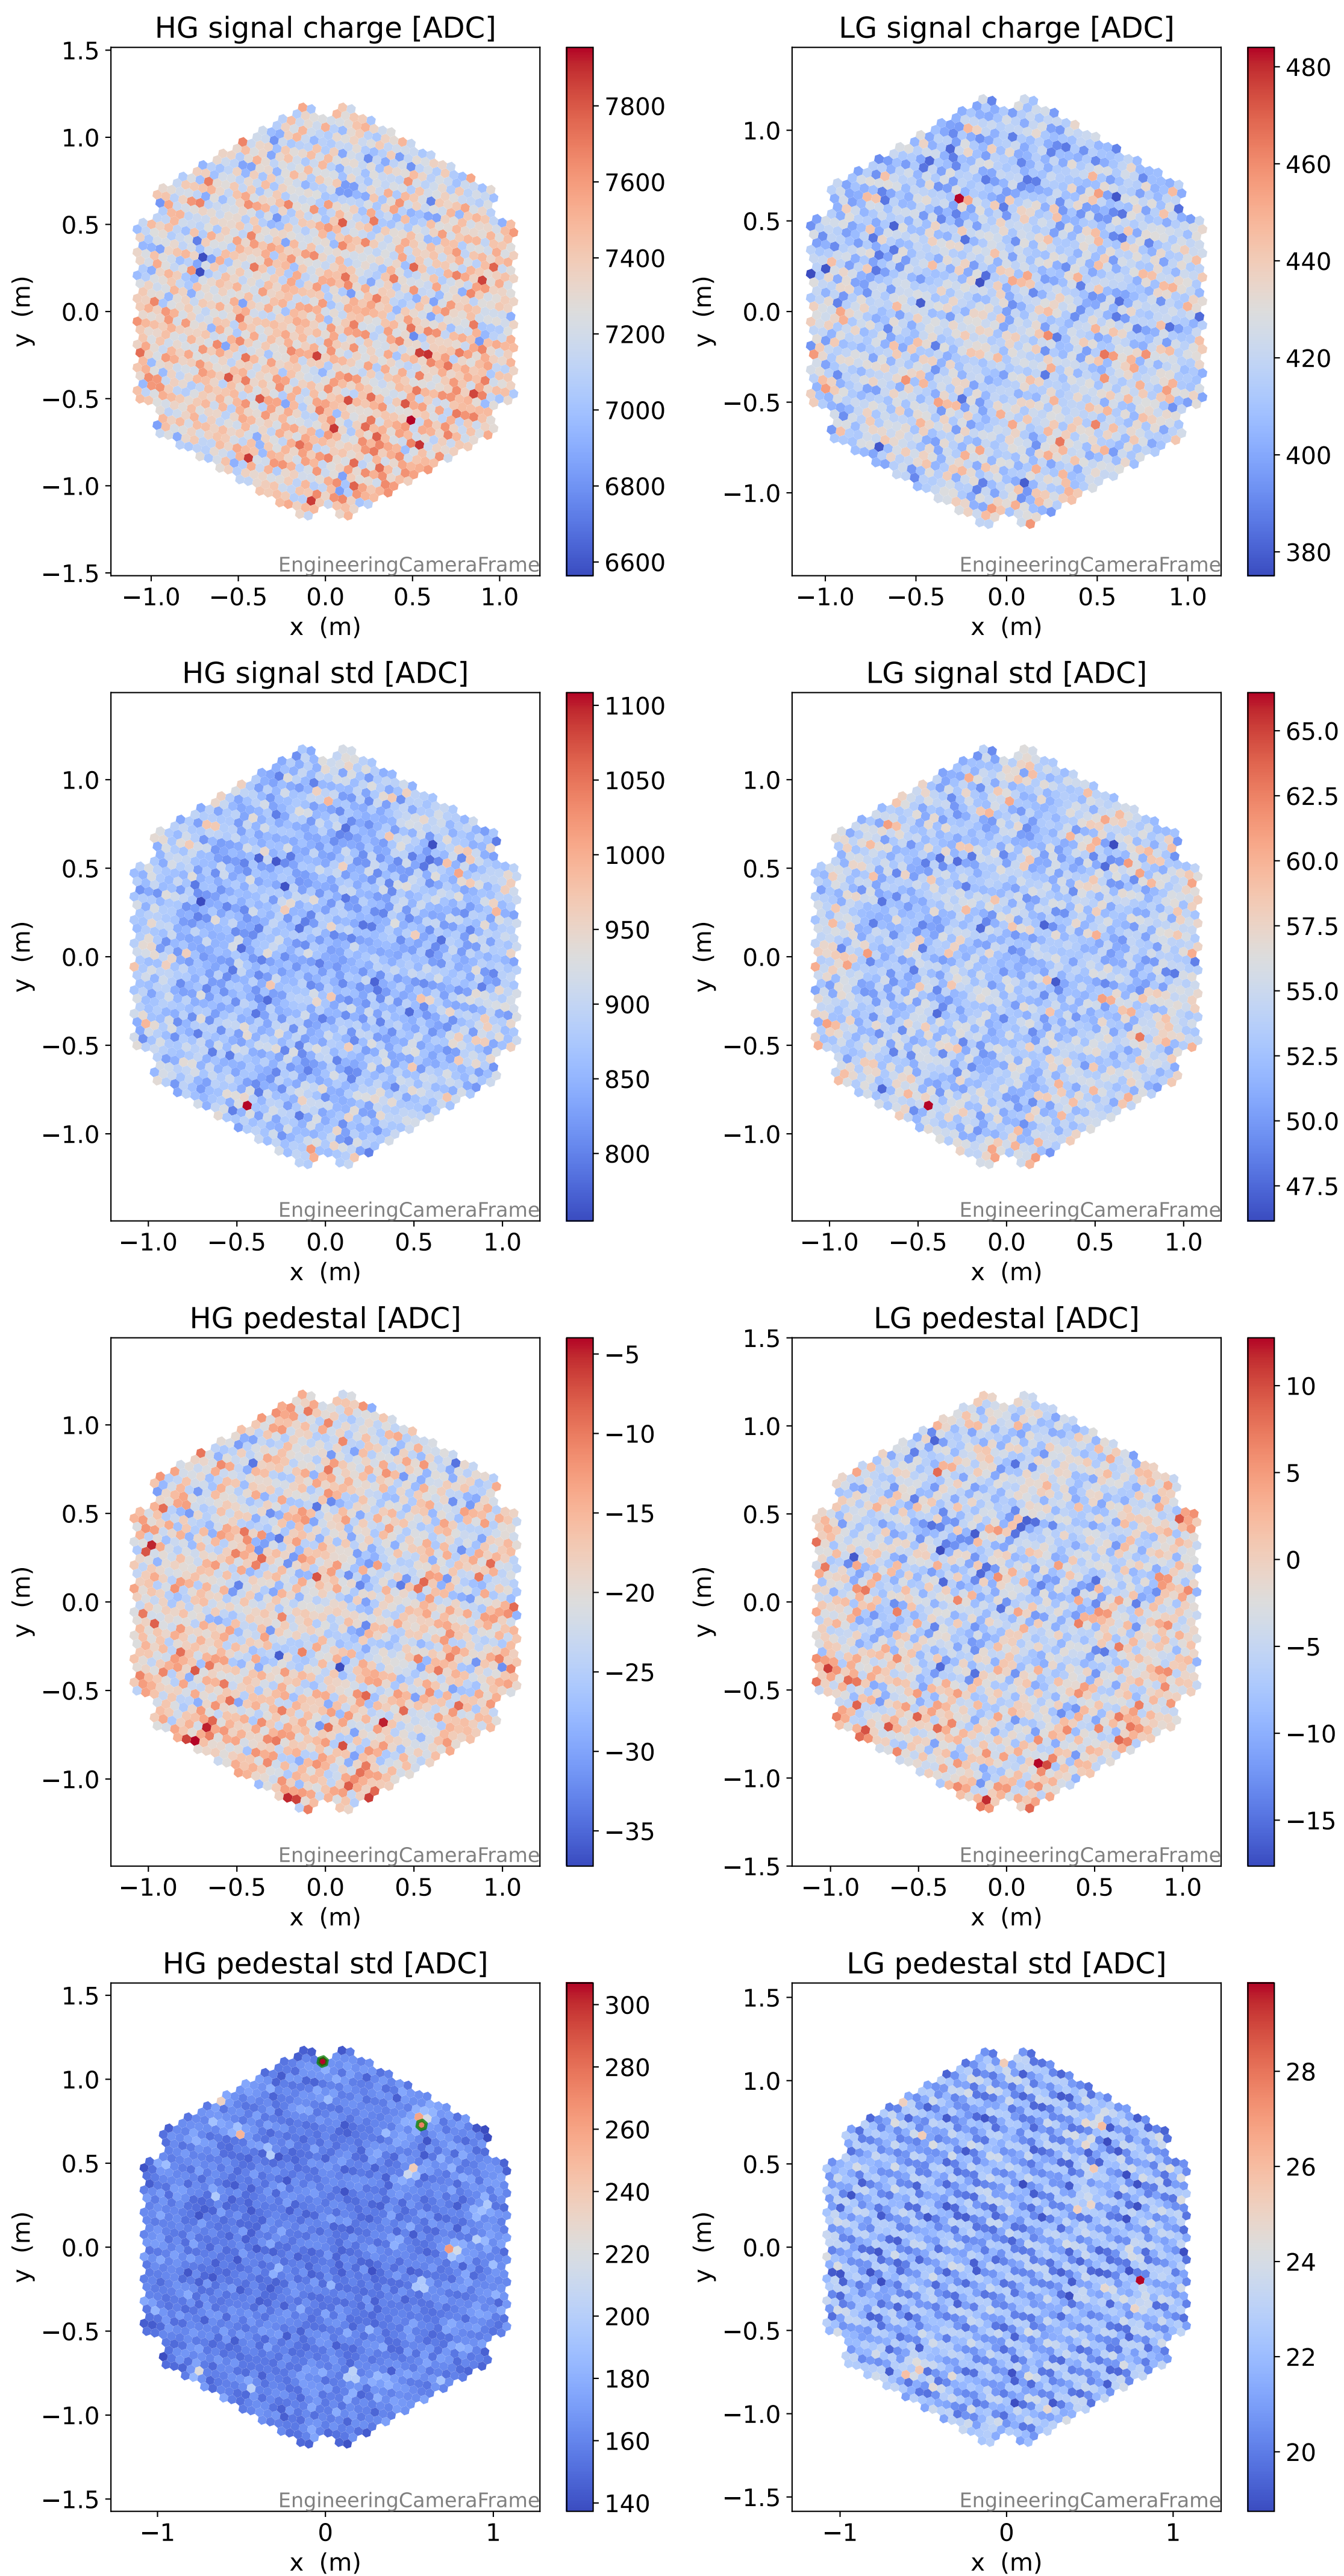 HG signal charge [ADC]
1.5
1.0
0.5
0.0
−0.5
−1.0
−1.5
y (m)
−1.0 −0.5 0.0 0.5 1.0
x (m)
EngineeringCameraFrame
7800
7600
7400
7200
7000
6800
6600
LG signal charge [ADC]
1.0
0.5
0.0
−0.5
−1.0
y (m)
−1.0 −0.5 0.0 0.5 1.0
x (m)
EngineeringCameraFrame
480
460
440
420
400
380
HG signal std [ADC]
1.0
0.5
0.0
−0.5
−1.0
y (m)
−1.0 −0.5 0.0 0.5 1.0
x (m)
EngineeringCameraFrame
1100
1050
1000
950
900
850
800
LG signal std [ADC]
1.0
0.5
0.0
−0.5
−1.0
y (m)
−1.0 −0.5 0.0 0.5 1.0
x (m)
EngineeringCameraFrame
65.0
62.5
60.0
57.5
55.0
52.5
50.0
47.5
HG pedestal [ADC]
1.0
0.5
0.0
−0.5
−1.0
y (m)
−1.0 −0.5 0.0 0.5 1.0
x (m)
EngineeringCameraFrame
−5
−10
−15
−20
−25
−30
−35
LG pedestal [ADC]
1.5
1.0
0.5
0.0
−0.5
−1.0
−1.5
y (m)
−1.0 −0.5 0.0 0.5 1.0
x (m)
EngineeringCameraFrame
10
5
0
−5
−10
−15
HG pedestal std [ADC]
1.5
1.0
0.5
0.0
−0.5
−1.0
−1.5
y (m)
−1 0 1
x (m)
EngineeringCameraFrame
300
280
260
240
220
200
180
160
140
LG pedestal std [ADC]
1.5
1.0
0.5
0.0
−0.5
−1.0
−1.5
y (m)
−1 0 1
x (m)
EngineeringCameraFrame
28
26
24
22
20